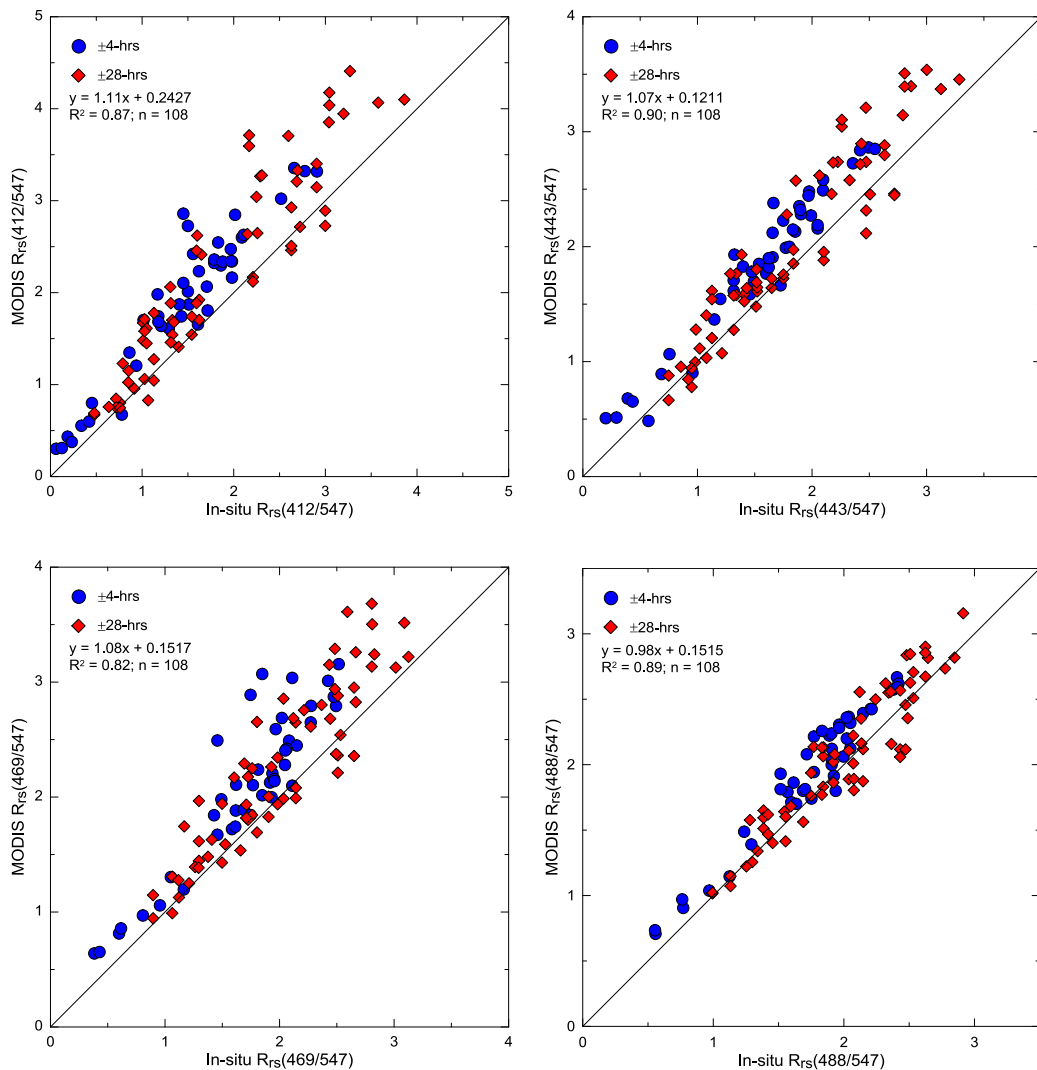 5
4
3
2
1
0
0
1
2
3
4
5
MODIS Rrs(412/547)
In-situ Rrs(412/547)
±4-hrs
±28-hrs
y = 1.11x + 0.2427
R² = 0.87; n = 108
4
3
2
1
0
0
1
2
3
MODIS Rrs(443/547)
In-situ Rrs(443/547)
±4-hrs
±28-hrs
y = 1.07x + 0.1211
R² = 0.90; n = 108
4
3
2
1
0
0
1
2
3
4
MODIS Rrs(469/547)
In-situ Rrs(469/547)
±4-hrs
±28-hrs
y = 1.08x + 0.1517
R² = 0.82; n = 108
3
2
1
0
0
1
2
3
MODIS Rrs(488/547)
In-situ Rrs(488/547)
±4-hrs
±28-hrs
y = 0.98x + 0.1515
R² = 0.89; n = 108